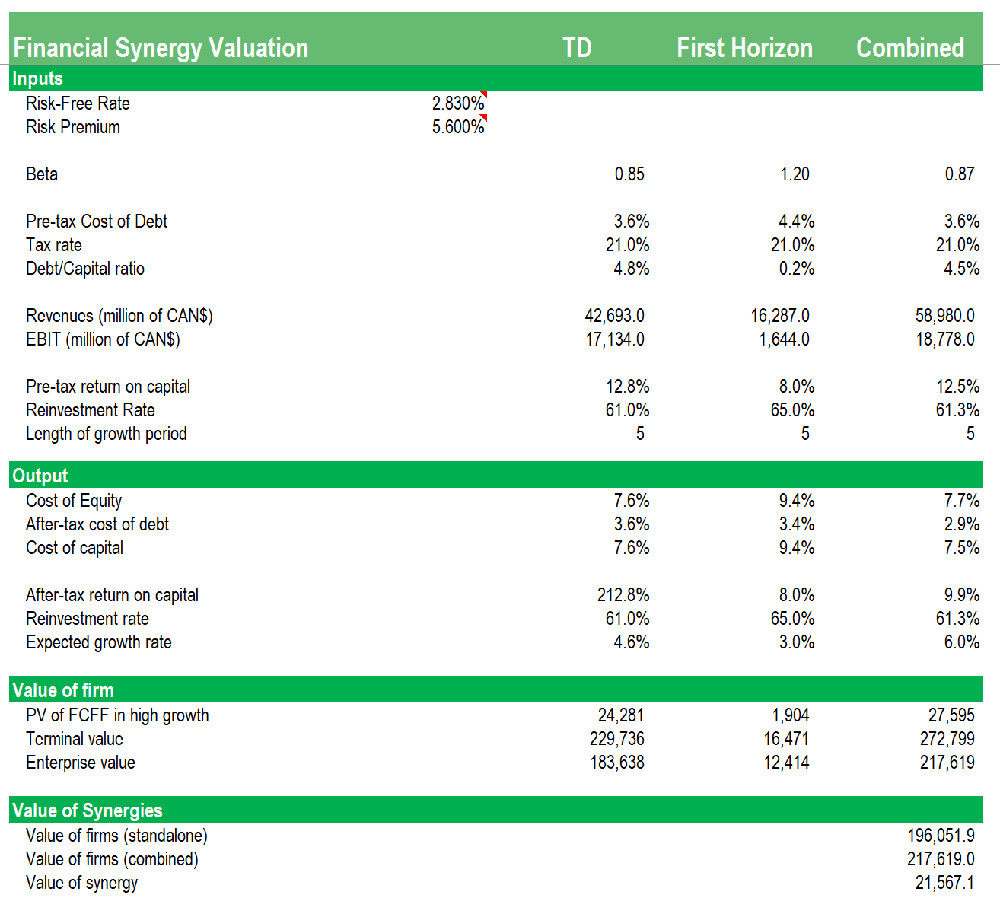 Financial Synergy Valuation TD First Horizon Combined
Inputs
Risk-Free Rate 2.830%
Risk Premium 5.600%
Beta 0.85 1.20 0.87
Pre-tax Cost of Debt 3.6% 4.4% 3.6%
Tax rate 21.0% 21.0% 21.0%
Debt/Capital ratio 4.8% 0.2% 4.5%
Revenues (million of CAN$) 42,693.0 16,287.0 58,980.0
EBIT (million of CAN$) 17,134.0 1,644.0 18,778.0
Pre-tax return on capital 12.8% 8.0% 12.5%
Reinvestment Rate 61.0% 65.0% 61.3%
Length of growth period 5 5 5
Output
Cost of Equity 7.6% 9.4% 7.7%
After-tax cost of debt 3.6% 3.4% 2.9%
Cost of capital 7.6% 9.4% 7.5%
After-tax return on capital 212.8% 8.0% 9.9%
Reinvestment rate 61.0% 65.0% 61.3%
Expected growth rate 4.6% 3.0% 6.0%
Value of firm
PV of FCFF in high growth 24,281 1,904 27,595
Terminal value 229,736 16,471 272,799
Enterprise value 183,638 12,414 217,619
Value of Synergies
Value of firms (standalone) 196,051.9
Value of firms (combined) 217,619.0
Value of synergy 21,567.1